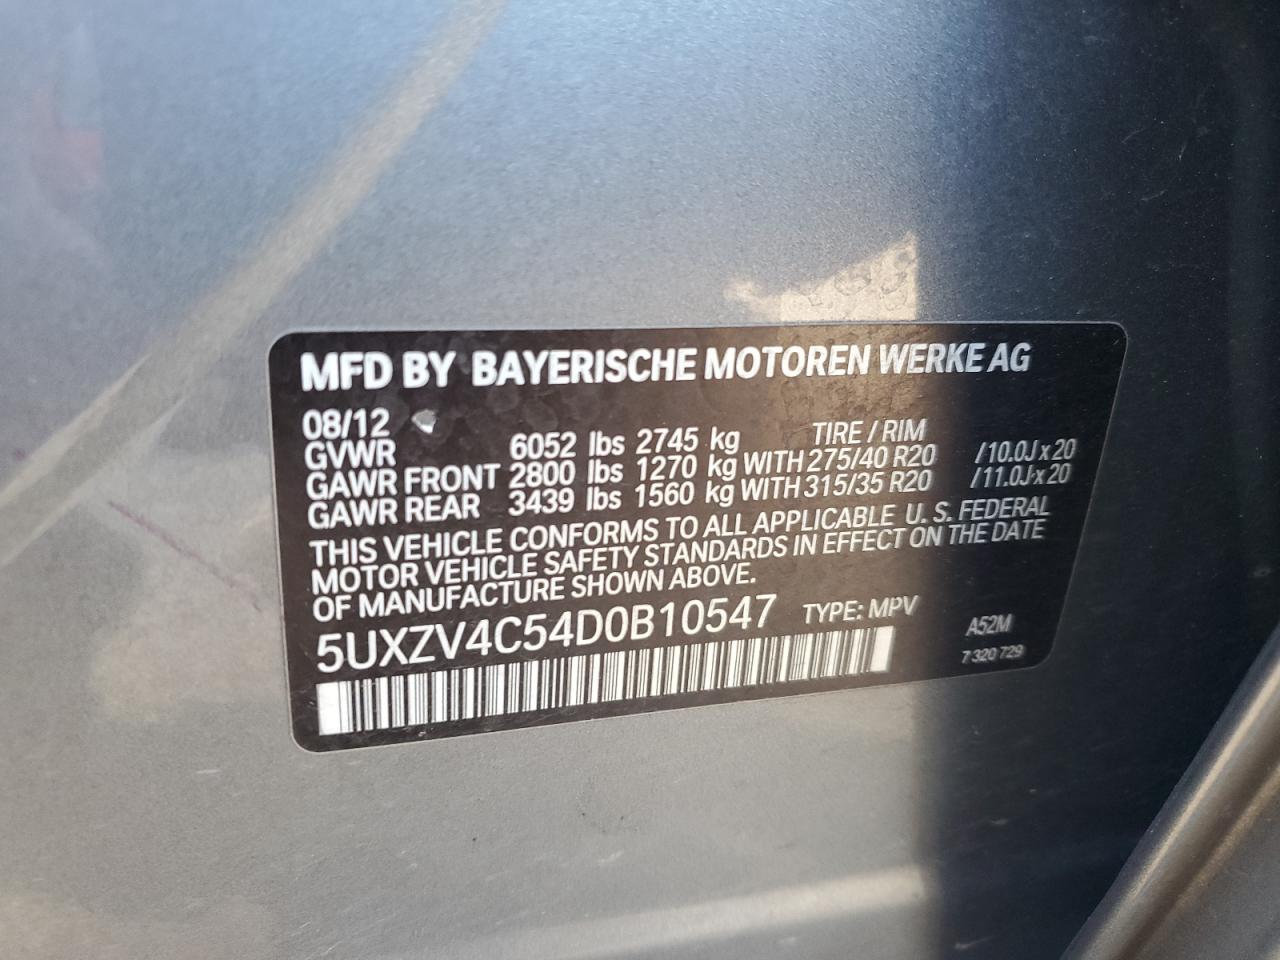 MFD BY BAYERISCHE MOTOREN WERKE AG
08/12 TIRE / RIM
GVWR 6052 lbs 2745 kg
GAWR FRONT 2800 lbs 1270 kg WITH 275/40 R20 /10.0J x 20
GAWR REAR 3439 lbs 1560 kg WITH 315/35 R20 /11.0J x 20
THIS VEHICLE CONFORMS TO ALL APPLICABLE U. S. FEDERAL
MOTOR VEHICLE SAFETY STANDARDS IN EFFECT ON THE DATE
OF MANUFACTURE SHOWN ABOVE.
5UXZV4C54D0B10547 TYPE: MPV A52M
7 320 729